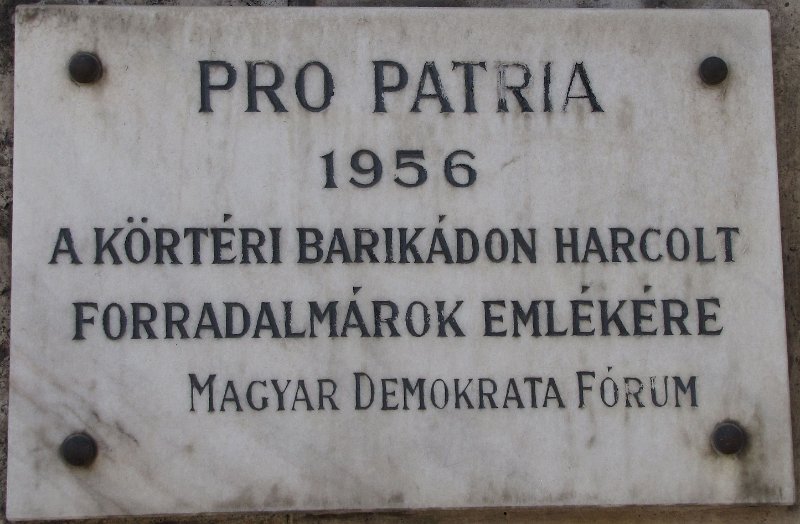 PRO PATRIA
1956
A KÖRTÉRI BARIKÁDON HARCOLT
FORRADALMÁROK EMLÉKÉRE
MAGYAR DEMOKRATA FÓRUM